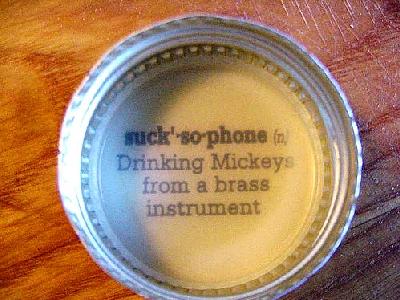 suck'·so·phone (n)
Drinking Mickeys
from a brass
instrument